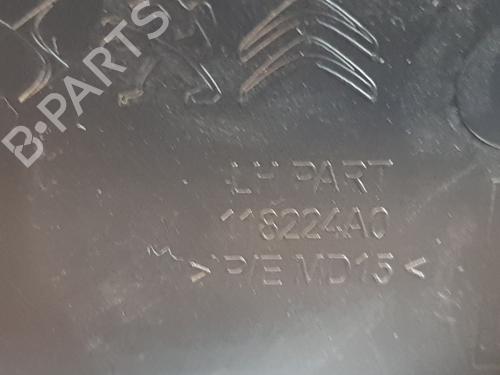 B-PARTS
LH PART
118224A0
>P/E MD15<